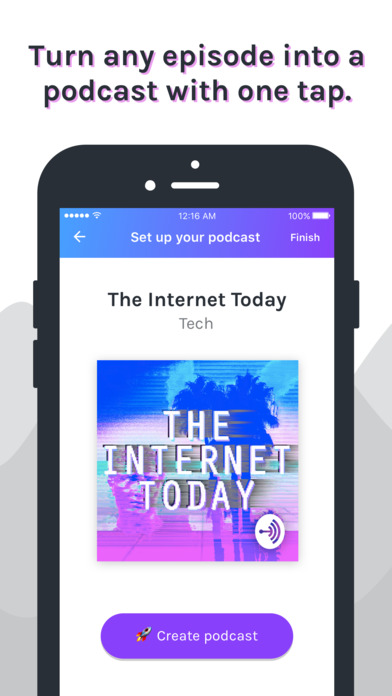 Turn any episode into a
podcast with one tap.
12:16 AM
100%
Set up your podcast
Finish
The Internet Today
Tech
THE
INTERNET
TODAY
🚀 Create podcast